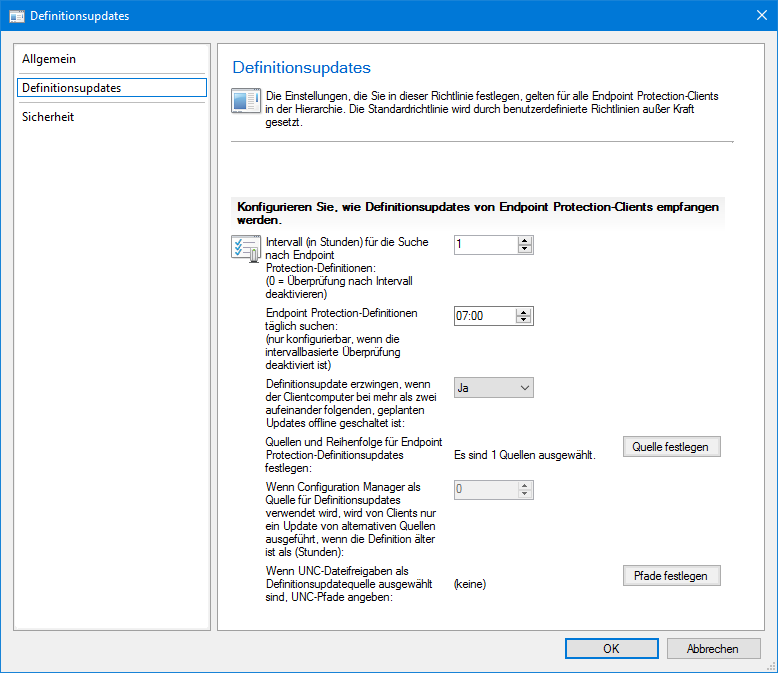 Definitionsupdates
Allgemein
Definitionsupdates
Sicherheit
Definitionsupdates
Die Einstellungen, die Sie in dieser Richtlinie festlegen, gelten für alle Endpoint Protection-Clients
in der Hierarchie. Die Standardrichtlinie wird durch benutzerdefinierte Richtlinien außer Kraft
gesetzt.
Konfigurieren Sie, wie Definitionsupdates von Endpoint Protection-Clients empfangen
werden.
Intervall (in Stunden) für die Suche
nach Endpoint
Protection-Definitionen:
(0 = Überprüfung nach Intervall
deaktivieren)
1
Endpoint Protection-Definitionen
täglich suchen:
(nur konfigurierbar, wenn die
intervallbasierte Überprüfung
deaktiviert ist)
07:00
Definitionsupdate erzwingen, wenn
der Clientcomputer bei mehr als zwei
aufeinander folgenden, geplanten
Updates offline geschaltet ist:
Ja
Quellen und Reihenfolge für Endpoint
Protection-Definitionsupdates
festlegen:
Es sind 1 Quellen ausgewählt.
Quelle festlegen
Wenn Configuration Manager als
Quelle für Definitionsupdates
verwendet wird, wird von Clients nur
ein Update von alternativen Quellen
ausgeführt, wenn die Definition älter
ist als (Stunden):
0
Wenn UNC-Dateifreigaben als
Definitionsupdatequelle ausgewählt
sind, UNC-Pfade angeben:
(keine)
Pfade festlegen
OK
Abbrechen